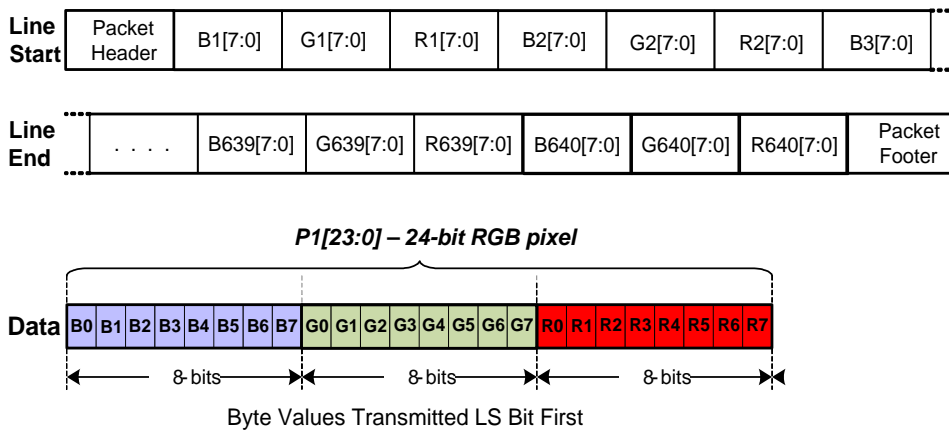 Line Start
Packet Header
B1[7:0]
G1[7:0]
R1[7:0]
B2[7:0]
G2[7:0]
R2[7:0]
B3[7:0]
Line End
. . . .
B639[7:0]
G639[7:0]
R639[7:0]
B640[7:0]
G640[7:0]
R640[7:0]
Packet Footer
P1[23:0] – 24-bit RGB pixel
Data B0 B1 B2 B3 B4 B5 B6 B7 G0 G1 G2 G3 G4 G5 G6 G7 R0 R1 R2 R3 R4 R5 R6 R7
8-bits 8-bits 8-bits
Byte Values Transmitted LS Bit First